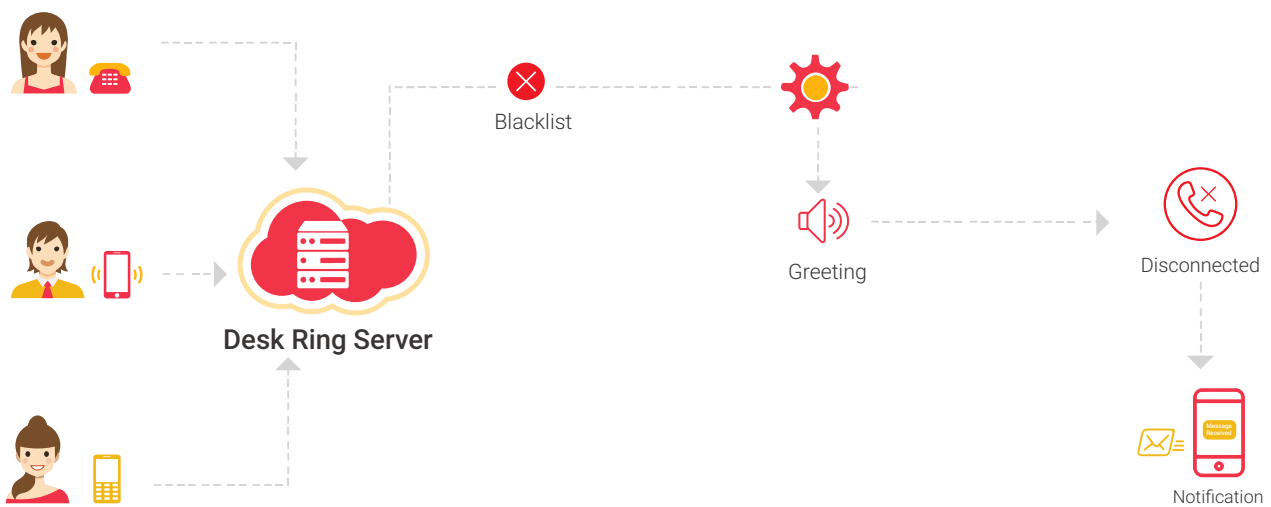 Blacklist
Greeting
Disconnected
Desk Ring Server
Message
Received
Notification